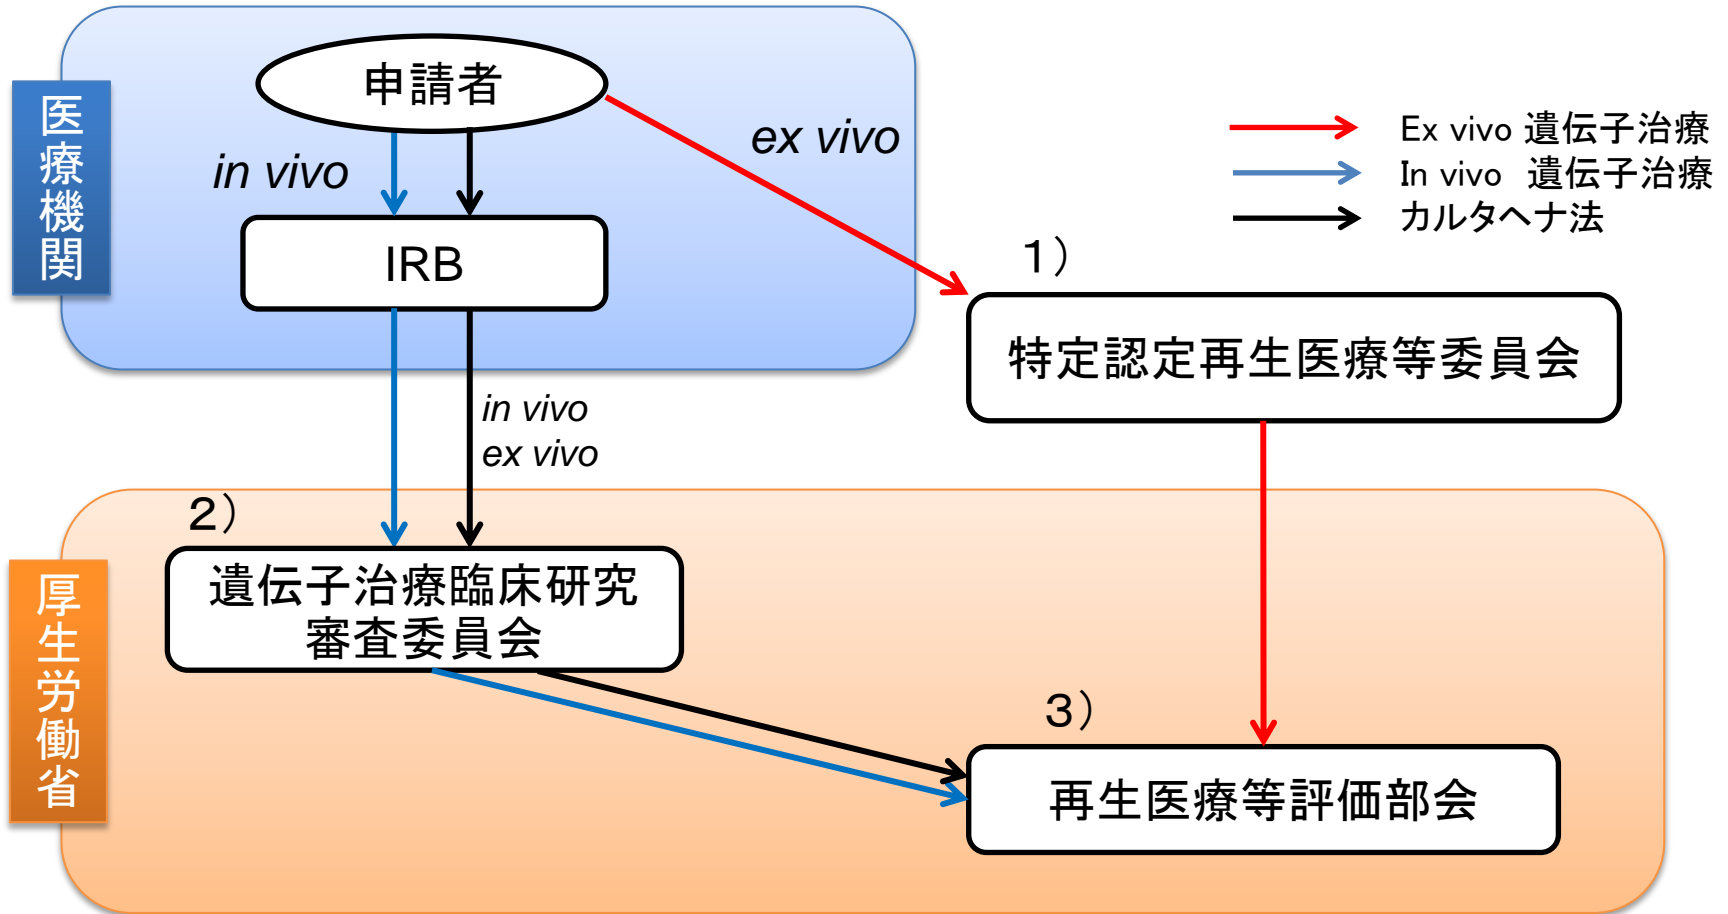 医療機関
申請者
in vivo
ex vivo
Ex vivo 遺伝子治療
In vivo 遺伝子治療
カルタヘナ法
IRB
1）
特定認定再生医療等委員会
in vivo
ex vivo
厚生労働省
2）
遺伝子治療臨床研究
審査委員会
3）
再生医療等評価部会